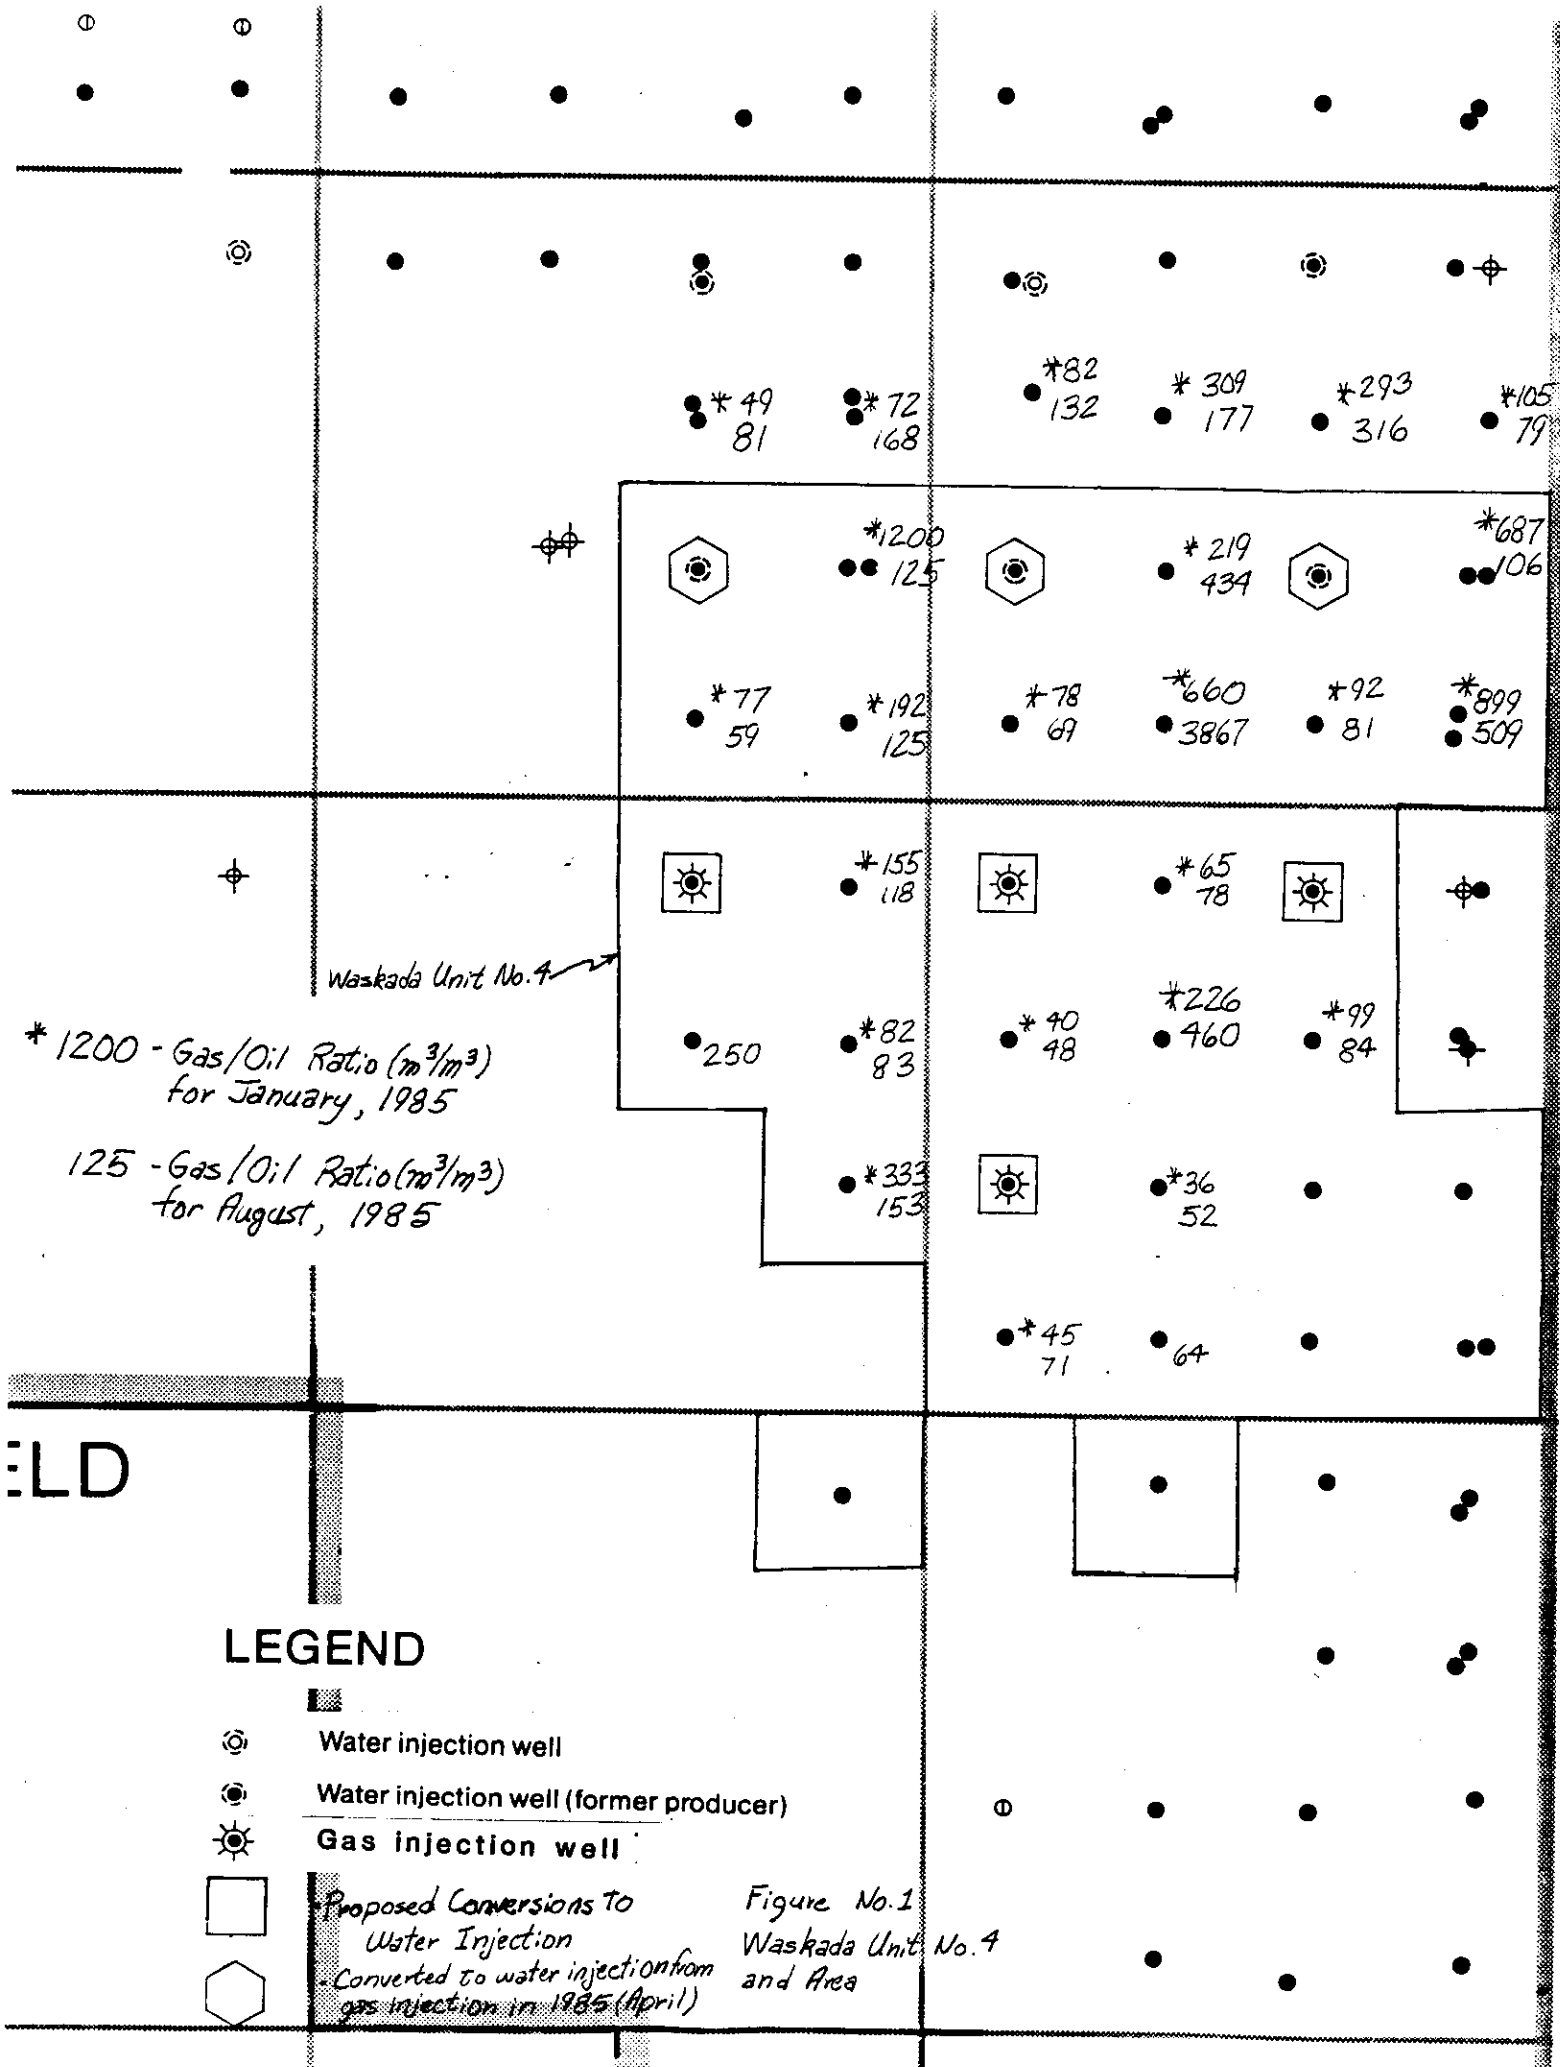 *82
132
* 309
177
*293
316
*105
79
* 49
81
* 72
168
*1200
125
* 219
434
*687
106
* 77
59
*192
125
*78
69
*660
3867
*92
81
*899
509
*155
118
*65
78
Waskada Unit No.4
250
*82
83
* 40
48
*226
460
*99
84
* 1200 - Gas/Oil Ratio (m³/m³)
for January, 1985
125 - Gas/Oil Ratio (m³/m³)
for August, 1985
*333
153
*36
52
*45
71
64
ELD
LEGEND
Water injection well
Water injection well (former producer)
Gas injection well
- Proposed Conversions to
Water Injection
- Converted to water injection from
gas injection in 1985 (April)
Figure No.1
Waskada Unit No.4
and Area